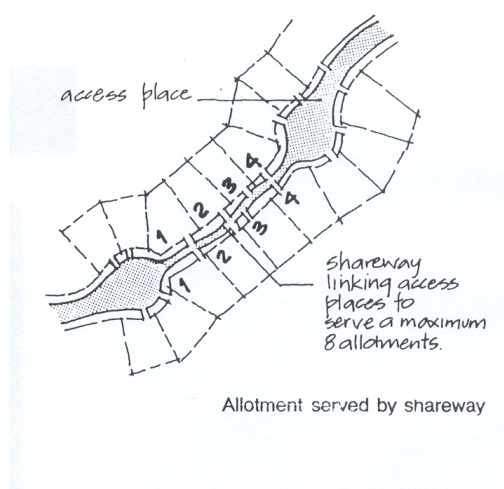 access place
1 2 3 4
1 2 3 4
shareway
linking access
places to
serve a maximum
8 allotments.
Allotment served by shareway